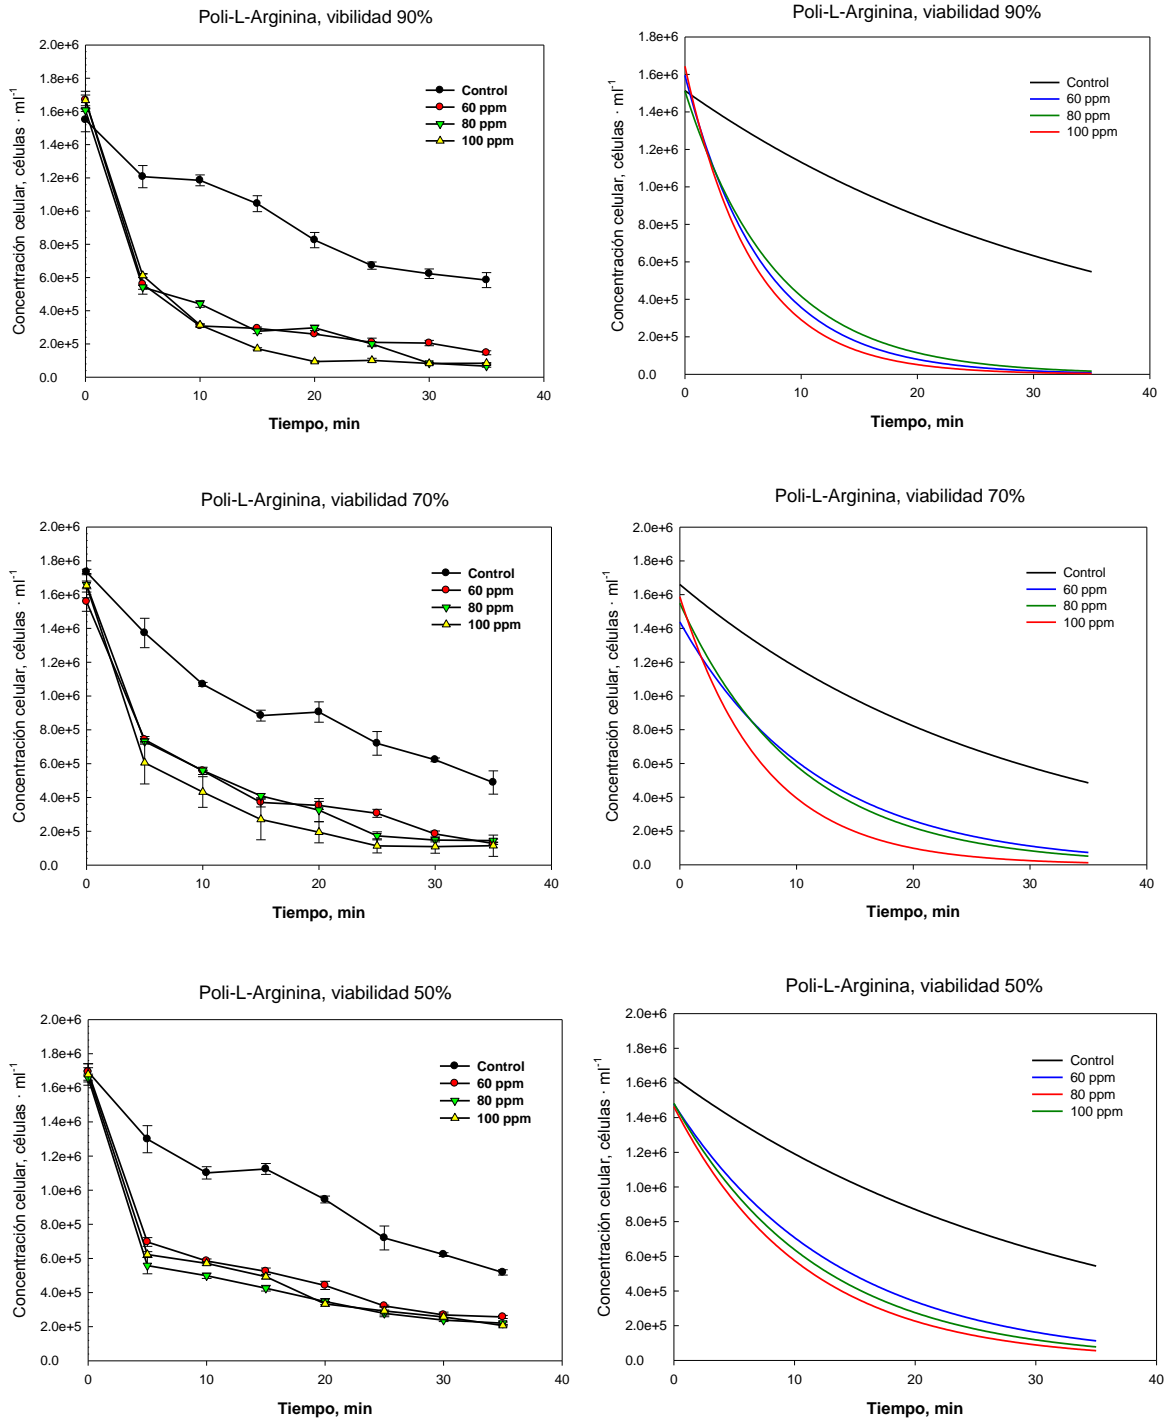 Poli-L-Arginina, vibilidad 90%
Concentración celular, células · ml-1
2.0e+6
1.8e+6
1.6e+6
1.4e+6
1.2e+6
1.0e+6
8.0e+5
6.0e+5
4.0e+5
2.0e+5
0.0
0 10 20 30 40
Tiempo, min
Control
60 ppm
80 ppm
100 ppm
Poli-L-Arginina, viabilidad 90%
Concentración celular, células · ml-1
1.8e+6
1.6e+6
1.4e+6
1.2e+6
1.0e+6
8.0e+5
6.0e+5
4.0e+5
2.0e+5
0.0
0 10 20 30 40
Tiempo, min
Control
60 ppm
80 ppm
100 ppm
Poli-L-Arginina, viabilidad 70%
Concentración celular, células · ml-1
2.0e+6
1.8e+6
1.6e+6
1.4e+6
1.2e+6
1.0e+6
8.0e+5
6.0e+5
4.0e+5
2.0e+5
0.0
0 10 20 30 40
Tiempo, min
Control
60 ppm
80 ppm
100 ppm
Poli-L-Arginina, viabilidad 70%
Concentración celular, células · ml-1
2.0e+6
1.8e+6
1.6e+6
1.4e+6
1.2e+6
1.0e+6
8.0e+5
6.0e+5
4.0e+5
2.0e+5
0.0
0 10 20 30 40
Tiempo, min
Control
60 ppm
80 ppm
100 ppm
Poli-L-Arginina, viabilidad 50%
Concentración celular, células · ml-1
2.0e+6
1.8e+6
1.6e+6
1.4e+6
1.2e+6
1.0e+6
8.0e+5
6.0e+5
4.0e+5
2.0e+5
0.0
0 10 20 30 40
Tiempo, min
Control
60 ppm
80 ppm
100 ppm
Poli-L-Arginina, viabilidad 50%
Concentración celular, células · ml-1
2.0e+6
1.8e+6
1.6e+6
1.4e+6
1.2e+6
1.0e+6
8.0e+5
6.0e+5
4.0e+5
2.0e+5
0.0
0 10 20 30 40
Tiempo, min
Control
60 ppm
80 ppm
100 ppm